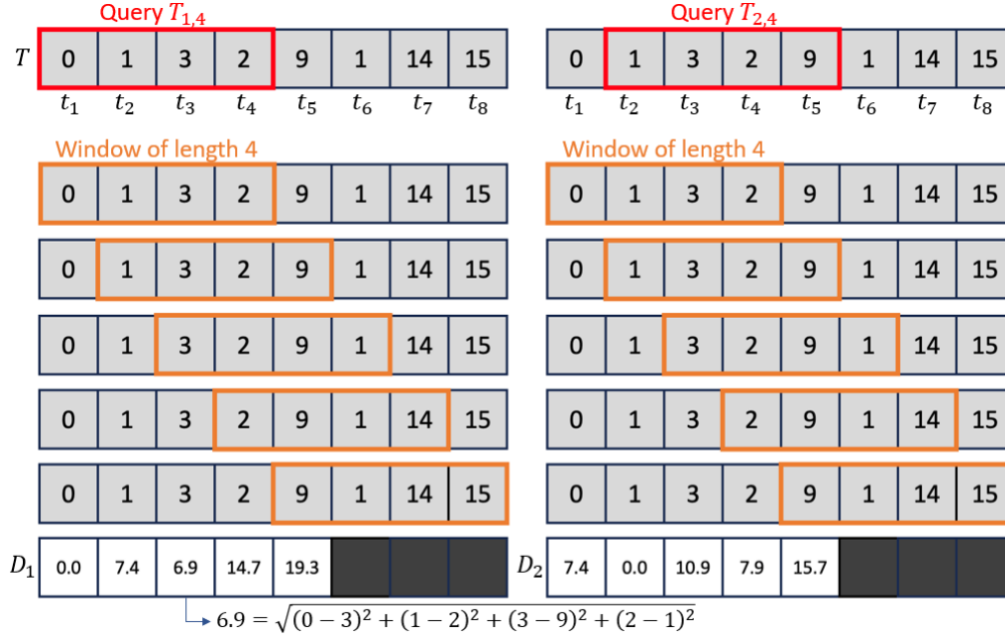 Query T1,4
T 0 1 3 2 9 1 14 15
t1 t2 t3 t4 t5 t6 t7 t8
Window of length 4
0 1 3 2 9 1 14 15
0 1 3 2 9 1 14 15
0 1 3 2 9 1 14 15
0 1 3 2 9 1 14 15
0 1 3 2 9 1 14 15
D1 0.0 7.4 6.9 14.7 19.3
6.9 = √((0 − 3)² + (1 − 2)² + (3 − 9)² + (2 − 1)²)
Query T2,4
0 1 3 2 9 1 14 15
t1 t2 t3 t4 t5 t6 t7 t8
Window of length 4
0 1 3 2 9 1 14 15
0 1 3 2 9 1 14 15
0 1 3 2 9 1 14 15
0 1 3 2 9 1 14 15
0 1 3 2 9 1 14 15
D2 7.4 0.0 10.9 7.9 15.7